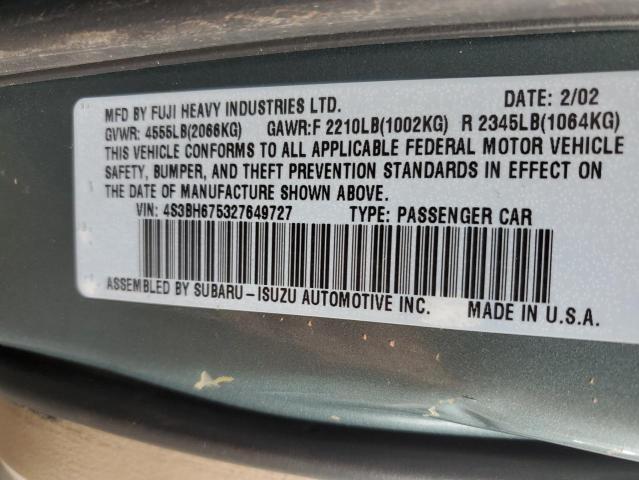 MFD BY FUJI HEAVY INDUSTRIES LTD. DATE: 2/02
GVWR: 4555LB(2066KG) GAWR:F 2210LB(1002KG) R 2345LB(1064KG)
THIS VEHICLE CONFORMS TO ALL APPLICABLE FEDERAL MOTOR VEHICLE
SAFETY, BUMPER, AND THEFT PREVENTION STANDARDS IN EFFECT ON
THE DATE OF MANUFACTURE SHOWN ABOVE.
VIN: 4S3BH675327649727 TYPE: PASSENGER CAR
ASSEMBLED BY SUBARU-ISUZU AUTOMOTIVE INC. MADE IN U.S.A.